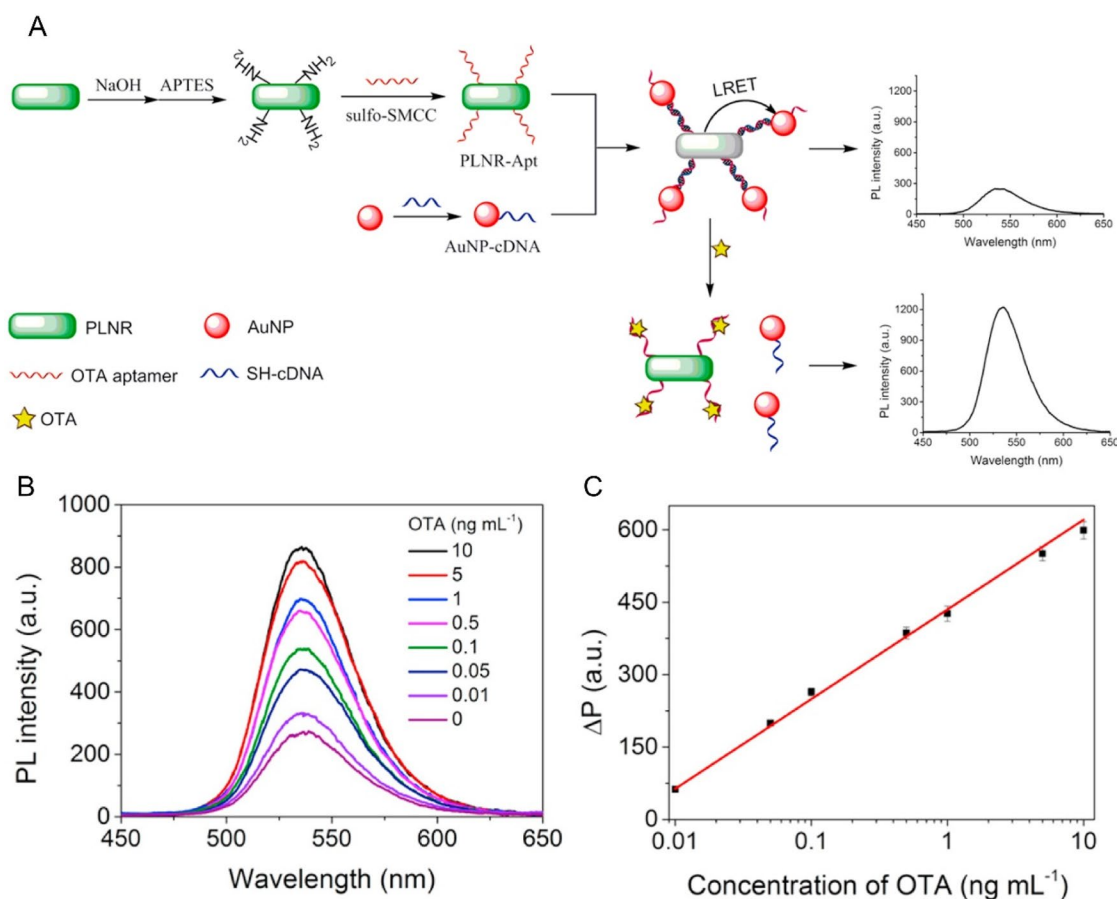 A
NaOH
APTES
H₂N
NH₂
H₂N
NH₂
sulfo-SMCC
PLNR-Apt
AuNP-cDNA
LRET
PL intensity (a.u.)
1200
900
600
300
0
450 500 550 600 650
Wavelength (nm)
PLNR
AuNP
OTA aptamer
SH-cDNA
OTA
PL intensity (a.u.)
1200
900
600
300
0
450 500 550 600 650
Wavelength (nm)
B
PL intensity (a.u.)
1000
800
600
400
200
0
450 500 550 600 650
Wavelength (nm)
OTA (ng mL⁻¹)
10
5
1
0.5
0.1
0.05
0.01
0
C
ΔP (a.u.)
600
450
300
150
0
0.01 0.1 1 10
Concentration of OTA (ng mL⁻¹)